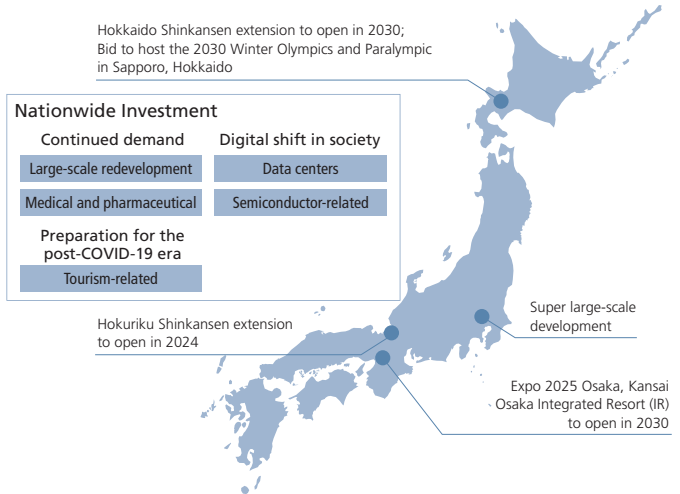 Hokkaido Shinkansen extension to open in 2030;
Bid to host the 2030 Winter Olympics and Paralympic
in Sapporo, Hokkaido
Nationwide Investment
Continued demand
Large-scale redevelopment
Medical and pharmaceutical
Digital shift in society
Data centers
Semiconductor-related
Preparation for the
post-COVID-19 era
Tourism-related
Hokuriku Shinkansen extension
to open in 2024
Super large-scale
development
Expo 2025 Osaka, Kansai
Osaka Integrated Resort (IR)
to open in 2030